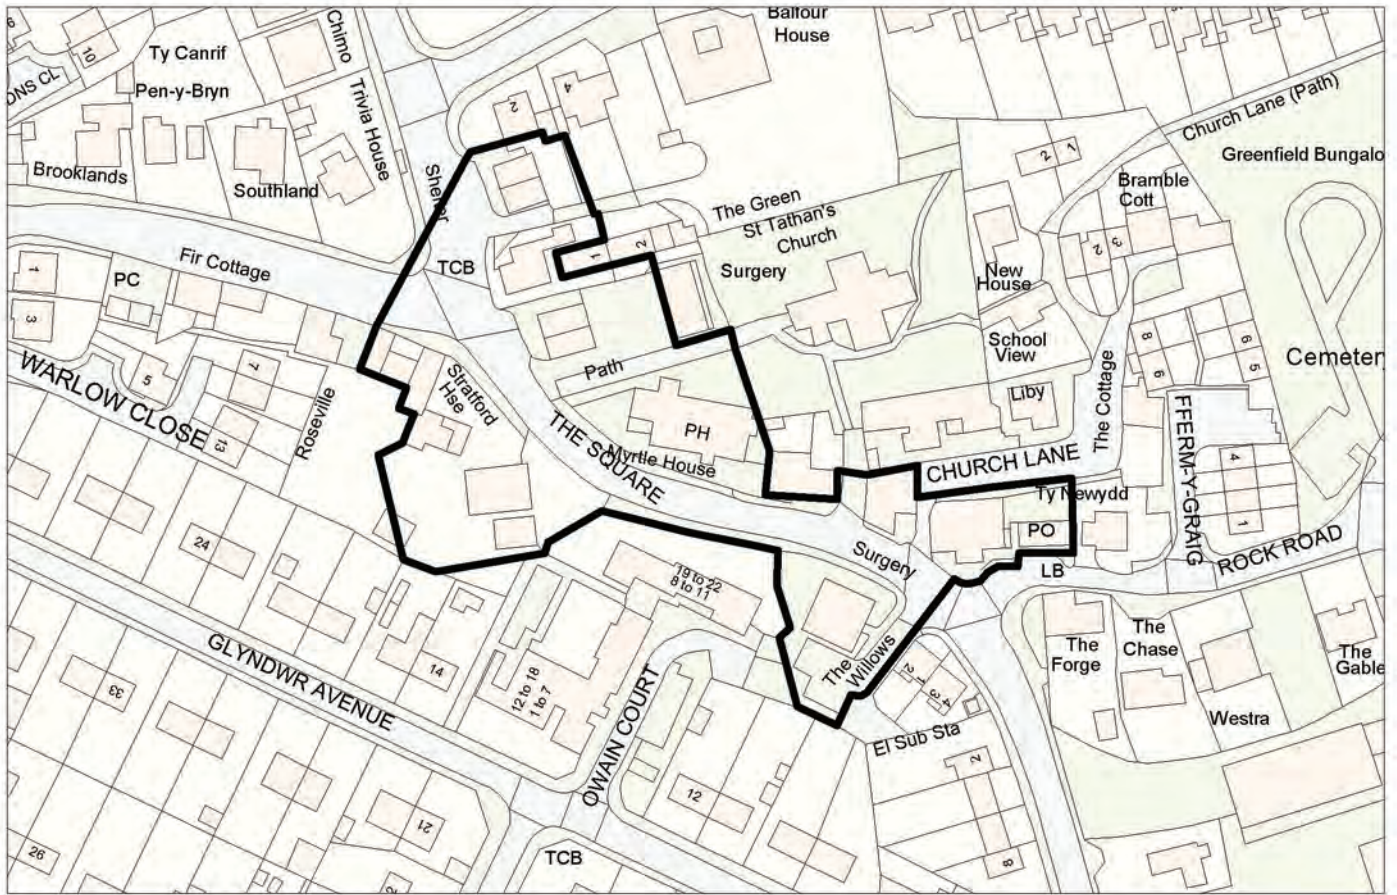 Balfour
House
Chimo
Ty Canrif
10
DNS CL
Pen-y-Bryn
Trivia House
2
4
Church Lane (Path)
2
1
Greenfield Bungalo
Brooklands
Southland
Shelter
Bramble
Cott
The Green
St Tathan's
Church
2
3
2
1
Fir Cottage
TCB
Surgery
New
House
1
PC
3
School
View
8
6
6
5
Cemeter
Path
WARLOW CLOSE
5
7
13
Roseville
Stratford
Hse
Liby
The Cottage
THE SQUARE
PH
Myrtle House
CHURCH LANE
FFERM-Y-GRAIG
4
1
Ty Newydd
PO
24
Surgery
LB
ROCK ROAD
19 to 22
8 to 11
GLYNDWR AVENUE
14
12 to 18
1 to 7
OWAIN COURT
The
Willows
2
1
3
4
The
Forge
The
Chase
The
Gable
33
Westra
El Sub Sta
2
12
21
26
TCB
8